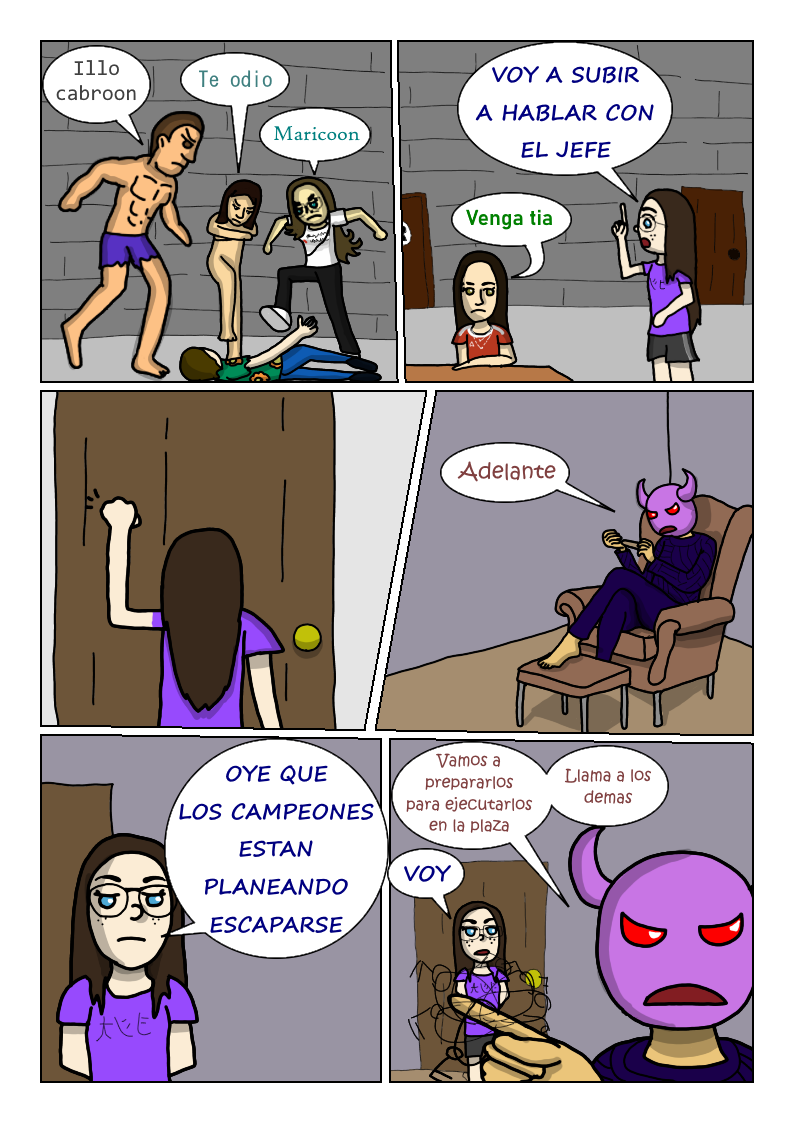 Illo
cabroon
Te odio
Maricoon
VOY A SUBIR
A HABLAR CON
EL JEFE
Venga tia
Adelante
OYE QUE
LOS CAMPEONES
ESTAN
PLANEANDO
ESCAPARSE
Vamos a
prepararlos
para ejecutarlos
en la plaza
Llama a los
demas
VOY